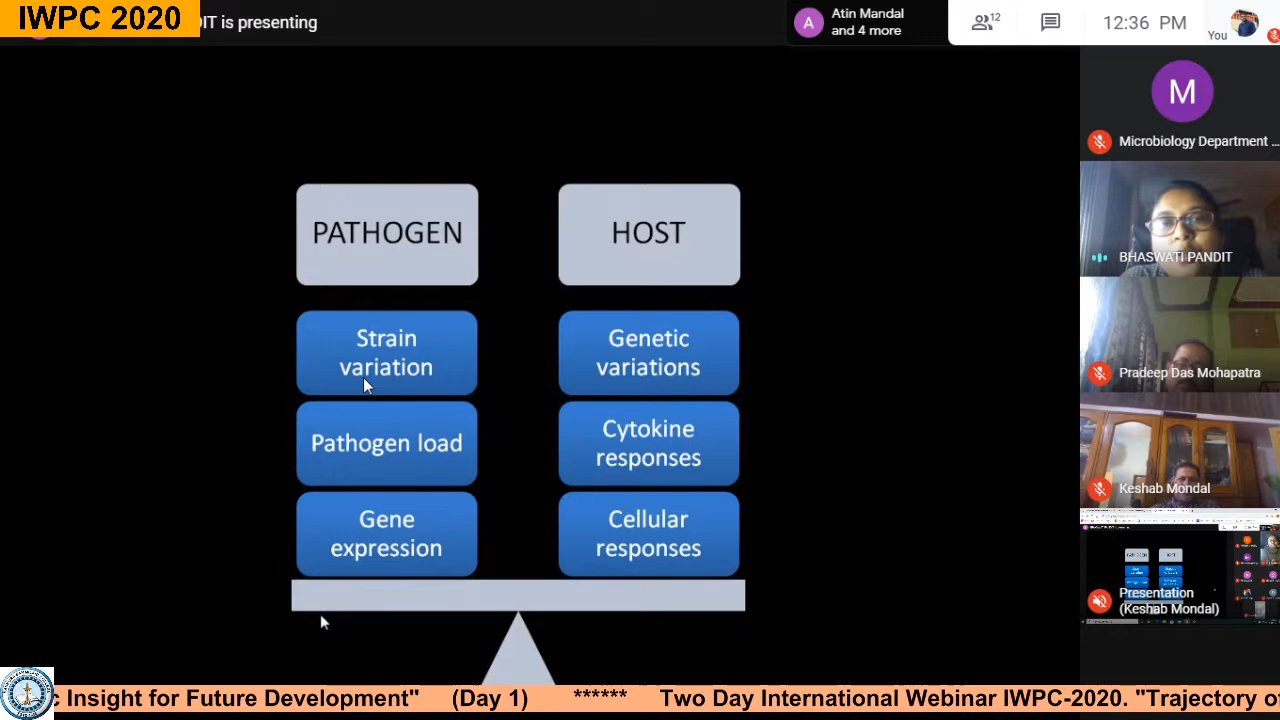 IWPC 2020
DIT is presenting
A
Atin Mandal
and 4 more
12
12:36 PM
You
M
Microbiology Department ...
BHASWATI PANDIT
Pradeep Das Mohapatra
Keshab Mondal
Presentation
(Keshab Mondal)
PATHOGEN
HOST
Strain
variation
Genetic
variations
Pathogen load
Cytokine
responses
Gene
expression
Cellular
responses
c Insight for Future Development" (Day 1) ****** Two Day International Webinar IWPC-2020. "Trajectory of